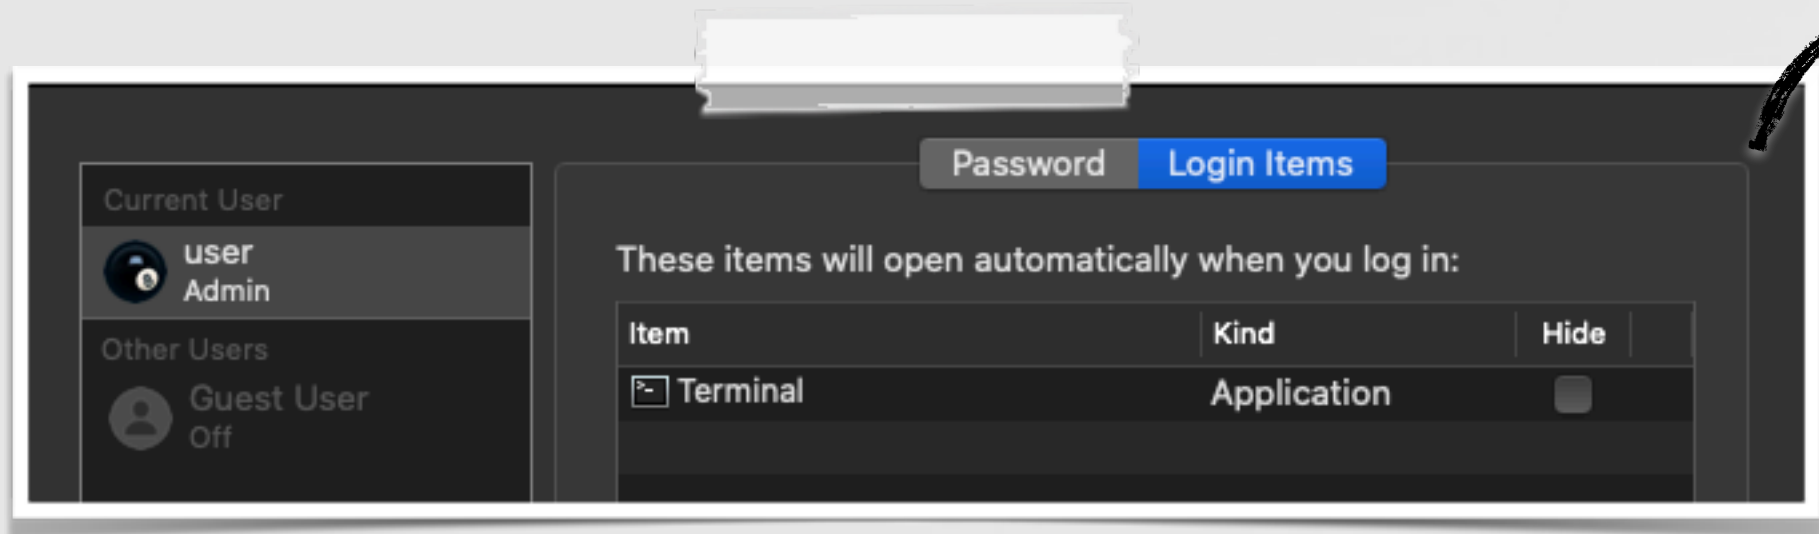 Password
Login Items
Current User
user
Admin
Other Users
Guest User
Off
These items will open automatically when you log in:
Item Kind Hide
Terminal Application